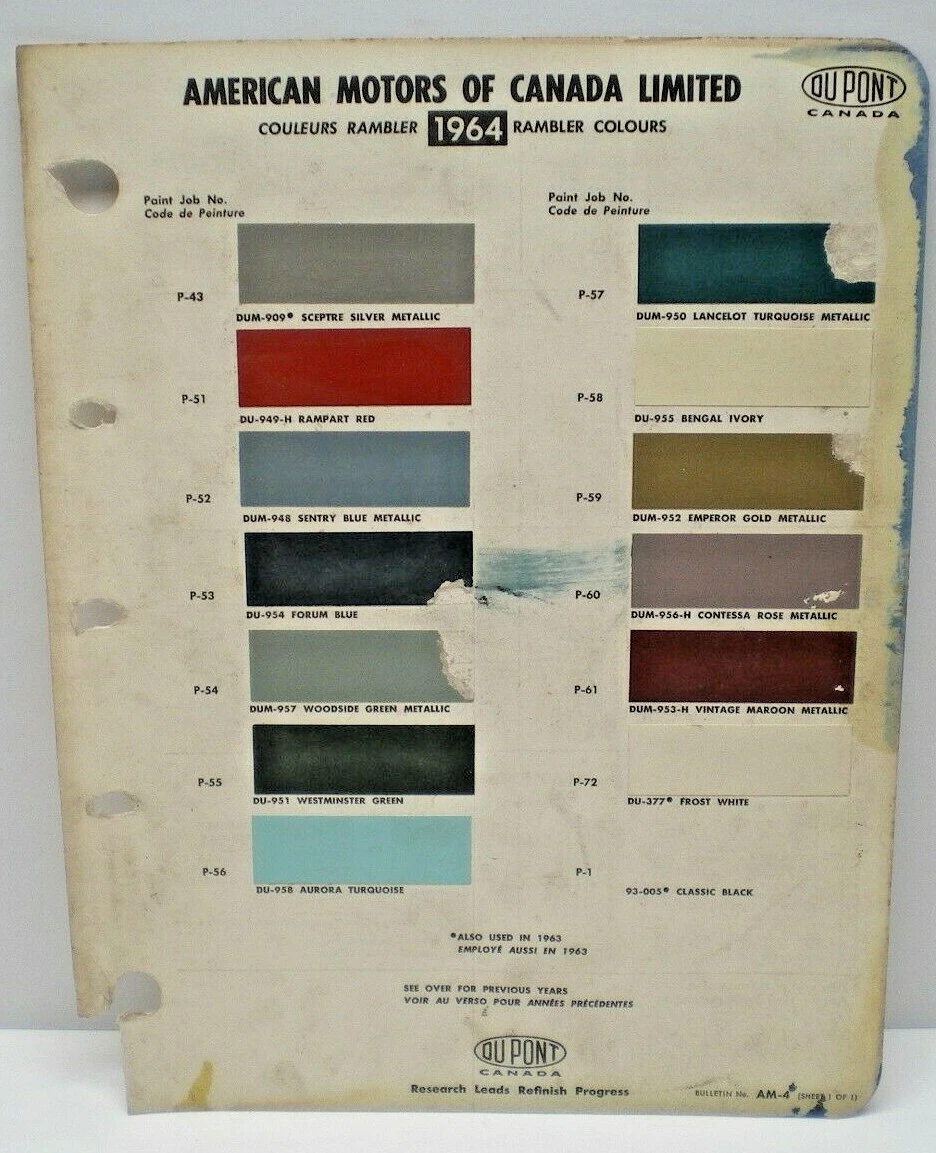 AMERICAN MOTORS OF CANADA LIMITED
DU PONT
CANADA
COULEURS RAMBLER 1964 RAMBLER COLOURS
Paint Job No.
Code de Peinture
P-43
DUM-909* SCEPTRE SILVER METALLIC
P-51
DU-949-H RAMPART RED
P-52
DUM-948 SENTRY BLUE METALLIC
P-53
DU-954 FORUM BLUE
P-54
DUM-957 WOODSIDE GREEN METALLIC
P-55
DU-951 WESTMINSTER GREEN
P-56
DU-958 AURORA TURQUOISE
Paint Job No.
Code de Peinture
P-57
DUM-950 LANCELOT TURQUOISE METALLIC
P-58
DU-955 BENGAL IVORY
P-59
DUM-952 EMPEROR GOLD METALLIC
P-60
DUM-956-H CONTESSA ROSE METALLIC
P-61
DUM-953-H VINTAGE MAROON METALLIC
P-72
DU-377* FROST WHITE
P-1
93-005* CLASSIC BLACK
*ALSO USED IN 1963
EMPLOYÉ AUSSI EN 1963
SEE OVER FOR PREVIOUS YEARS
VOIR AU VERSO POUR ANNÉES PRÉCÉDENTES
DU PONT
CANADA
Research Leads Refinish Progress
BULLETIN No. AM-4 (SHEET 1 OF 1)